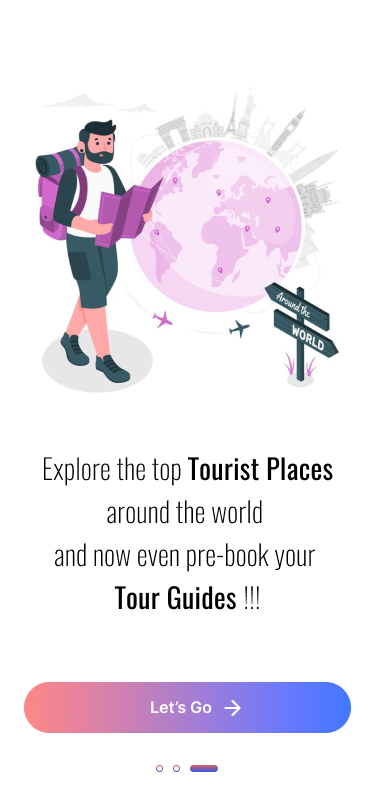 Around the
WORLD
Explore the top Tourist Places
around the world
and now even pre-book your
Tour Guides !!!
Let's Go